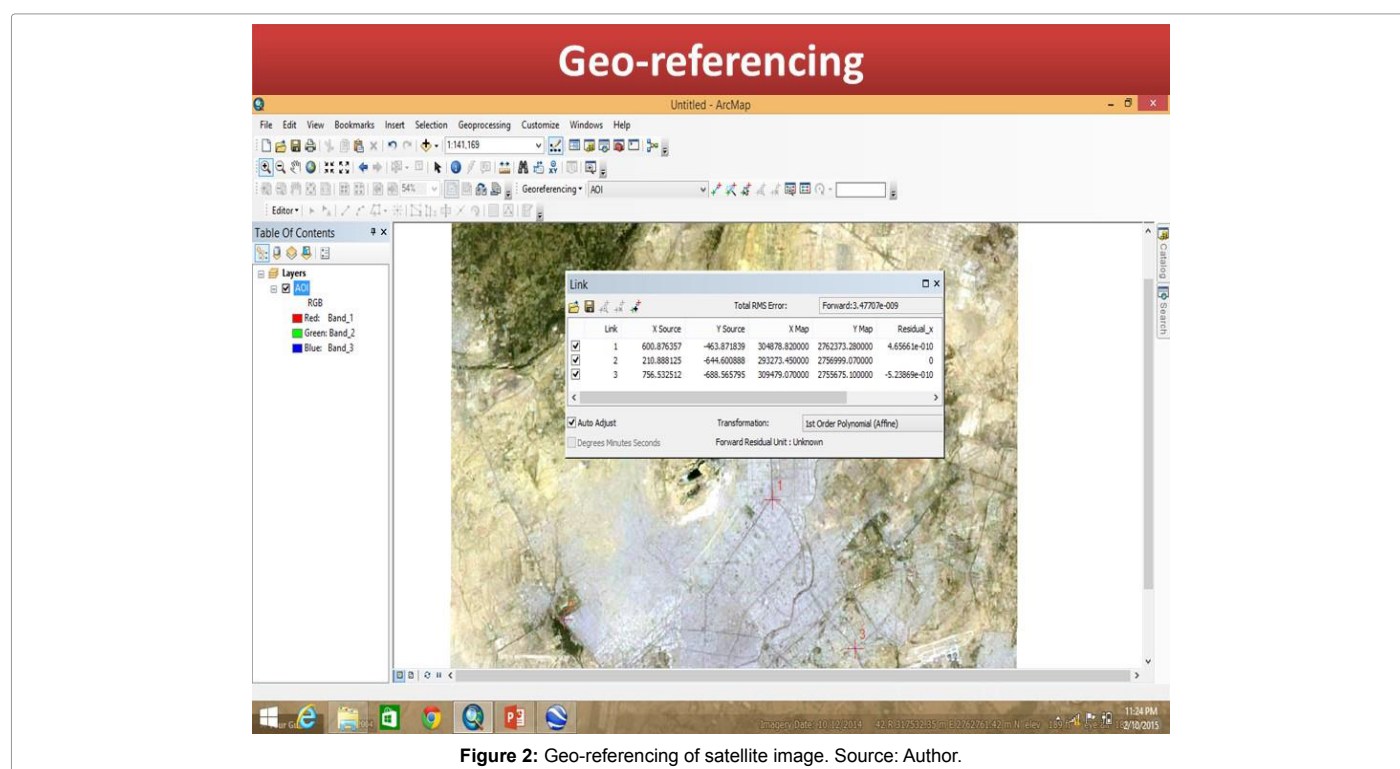 Geo-referencing
Untitled - ArcMap
File Edit View Bookmarks Insert Selection Geoprocessing Customize Windows Help
1:141,169
54% Georeferencing AOI
Editor
Table Of Contents
Layers
AOI
RGB
Red: Band_1
Green: Band_2
Blue: Band_3
Link
Total RMS Error: Forward:3.47707e-009
Link X Source Y Source X Map Y Map Residual_x
1 600.876357 -463.871839 304878.820000 2762373.280000 4.65661e-010
2 210.888125 -644.600888 293273.450000 2756999.070000 0
3 756.532512 -688.565795 309479.070000 2755675.100000 -5.23869e-010
Auto Adjust Transformation: 1st Order Polynomial (Affine)
Degrees Minutes Seconds Forward Residual Unit : Unknown
1
2
3
Catalog
Search
Imagery Date: 10/12/2014 42 R
11:24 PM
2/10/2015
Figure 2: Geo-referencing of satellite image. Source: Author.